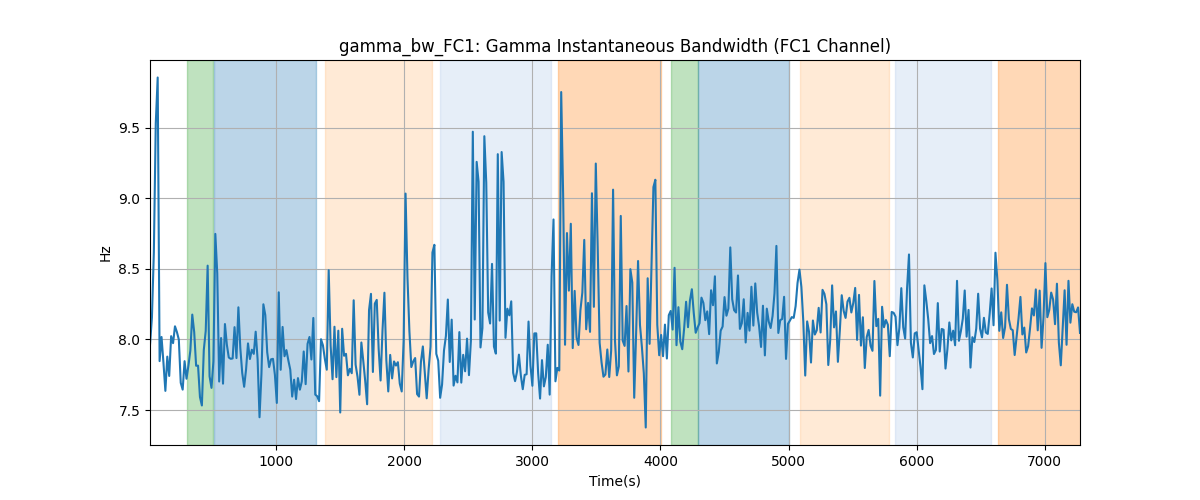 gamma_bw_FC1: Gamma Instantaneous Bandwidth (FC1 Channel)
Hz
9.5
9.0
8.5
8.0
7.5
1000 2000 3000 4000 5000 6000 7000
Time(s)